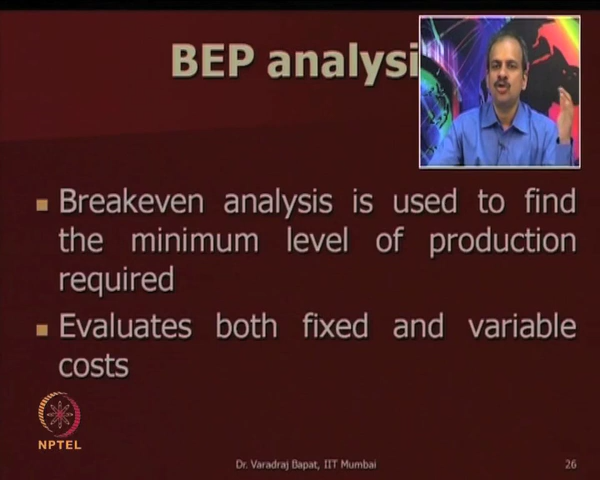 BEP analysi
Breakeven analysis is used to find
the minimum level of production
required
Evaluates both fixed and variable
costs
NPTEL
Dr. Varadraj Bapat, IIT Mumbai
26